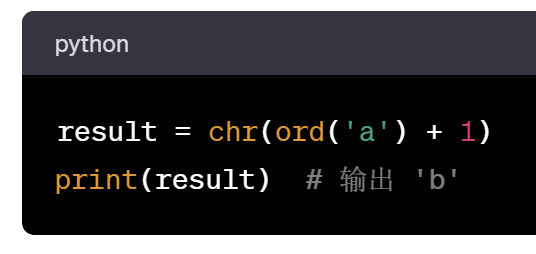 python
result = chr(ord('a') + 1)
print(result)  # 输出 'b'